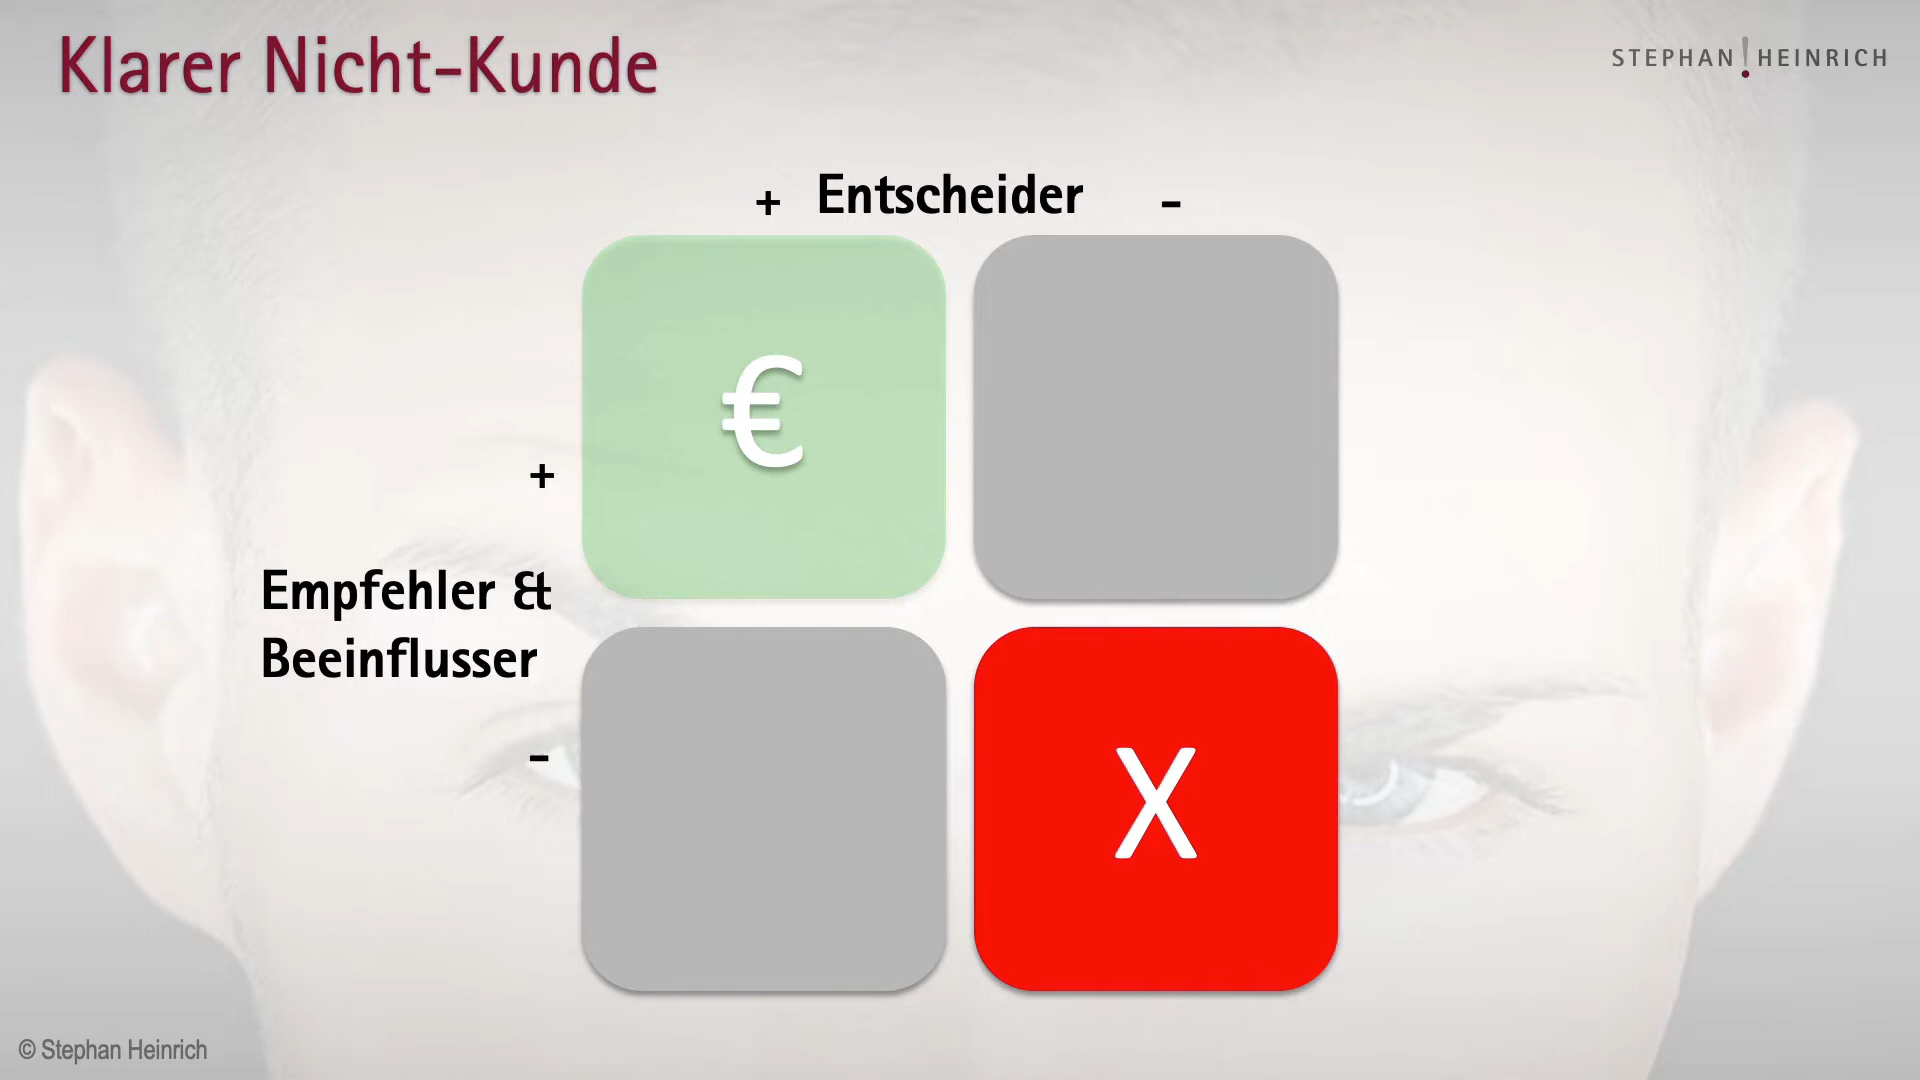 Klarer Nicht-Kunde
STEPHAN!HEINRICH
+ Entscheider -
€
+
Empfehler &
Beeinflusser
-
X
© Stephan Heinrich